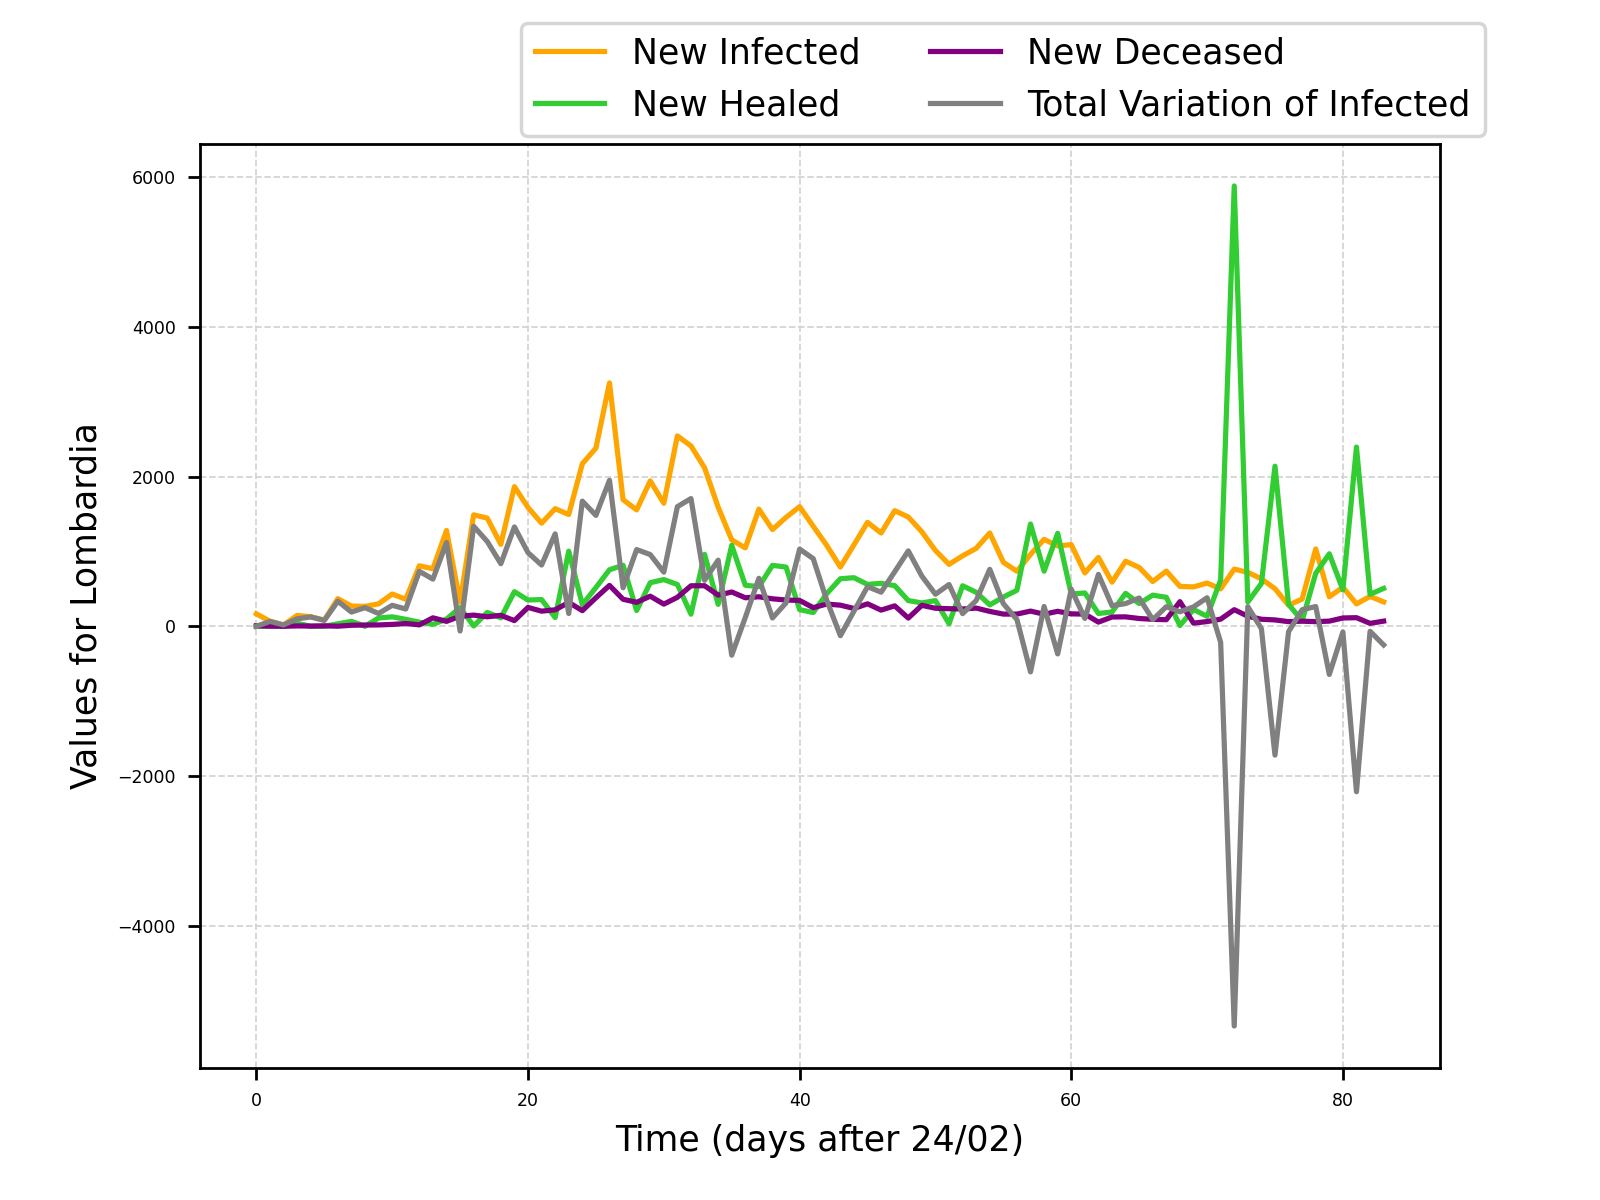 New Infected
New Healed
New Deceased
Total Variation of Infected
6000
4000
2000
0
−2000
−4000
Values for Lombardia
0 20 40 60 80
Time (days after 24/02)